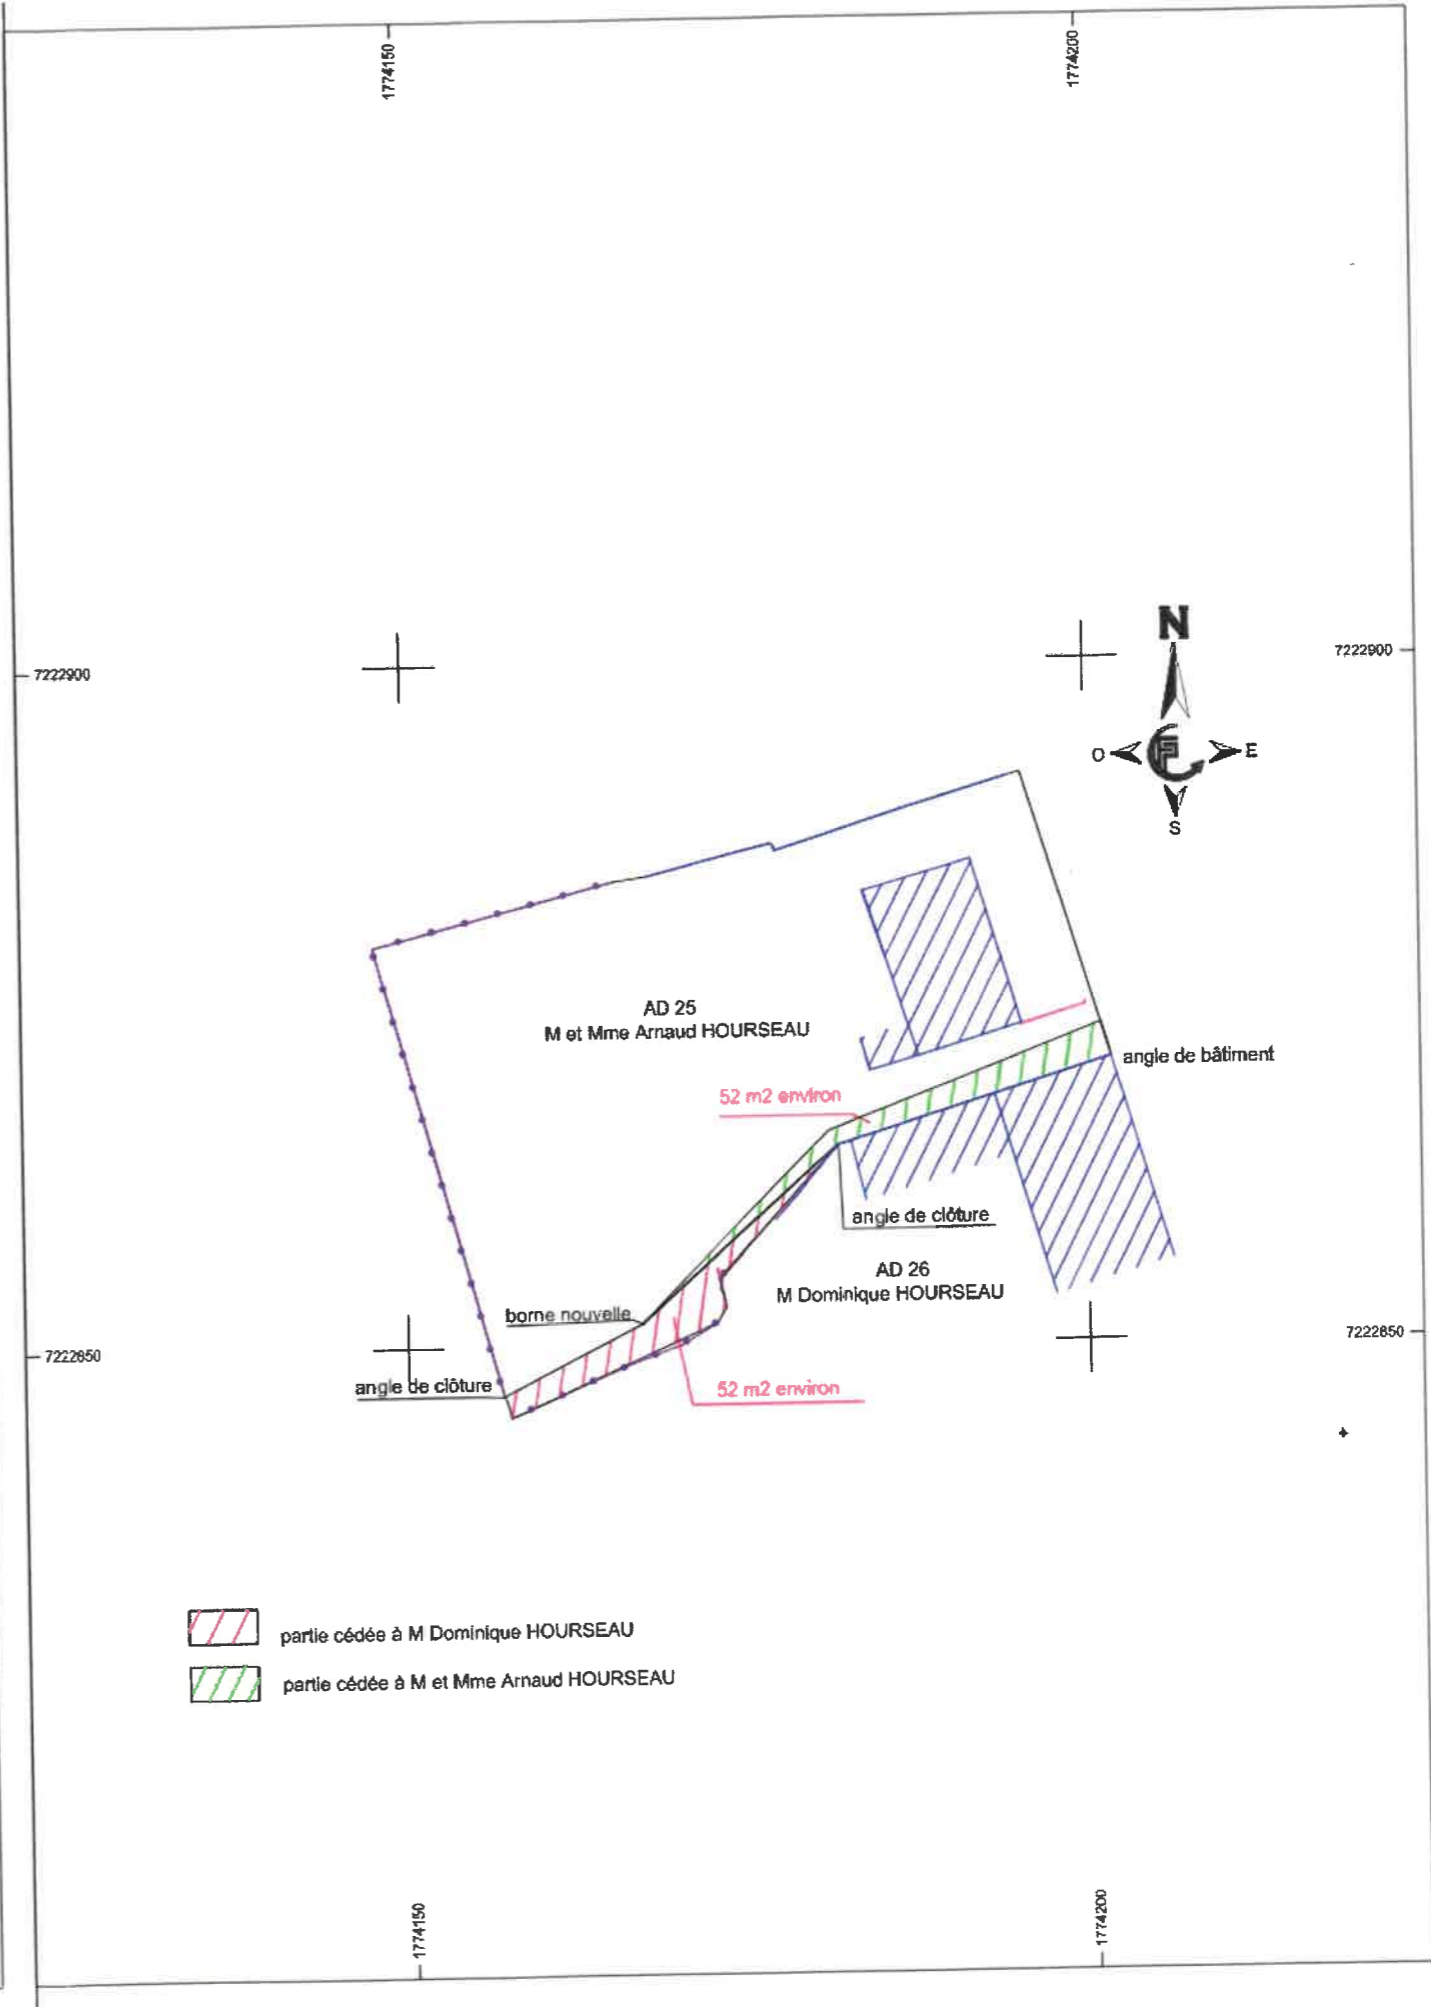 1774150
1774200
7222900
N
7222900
O
E
S
AD 25
M et Mme Arnaud HOURSEAU
angle de bâtiment
52 m2 environ
angle de clôture
AD 26
M Dominique HOURSEAU
borne nouvelle
7222850
7222850
angle de clôture
52 m2 environ
partie cédée à M Dominique HOURSEAU
partie cédée à M et Mme Arnaud HOURSEAU
1774150
1774200